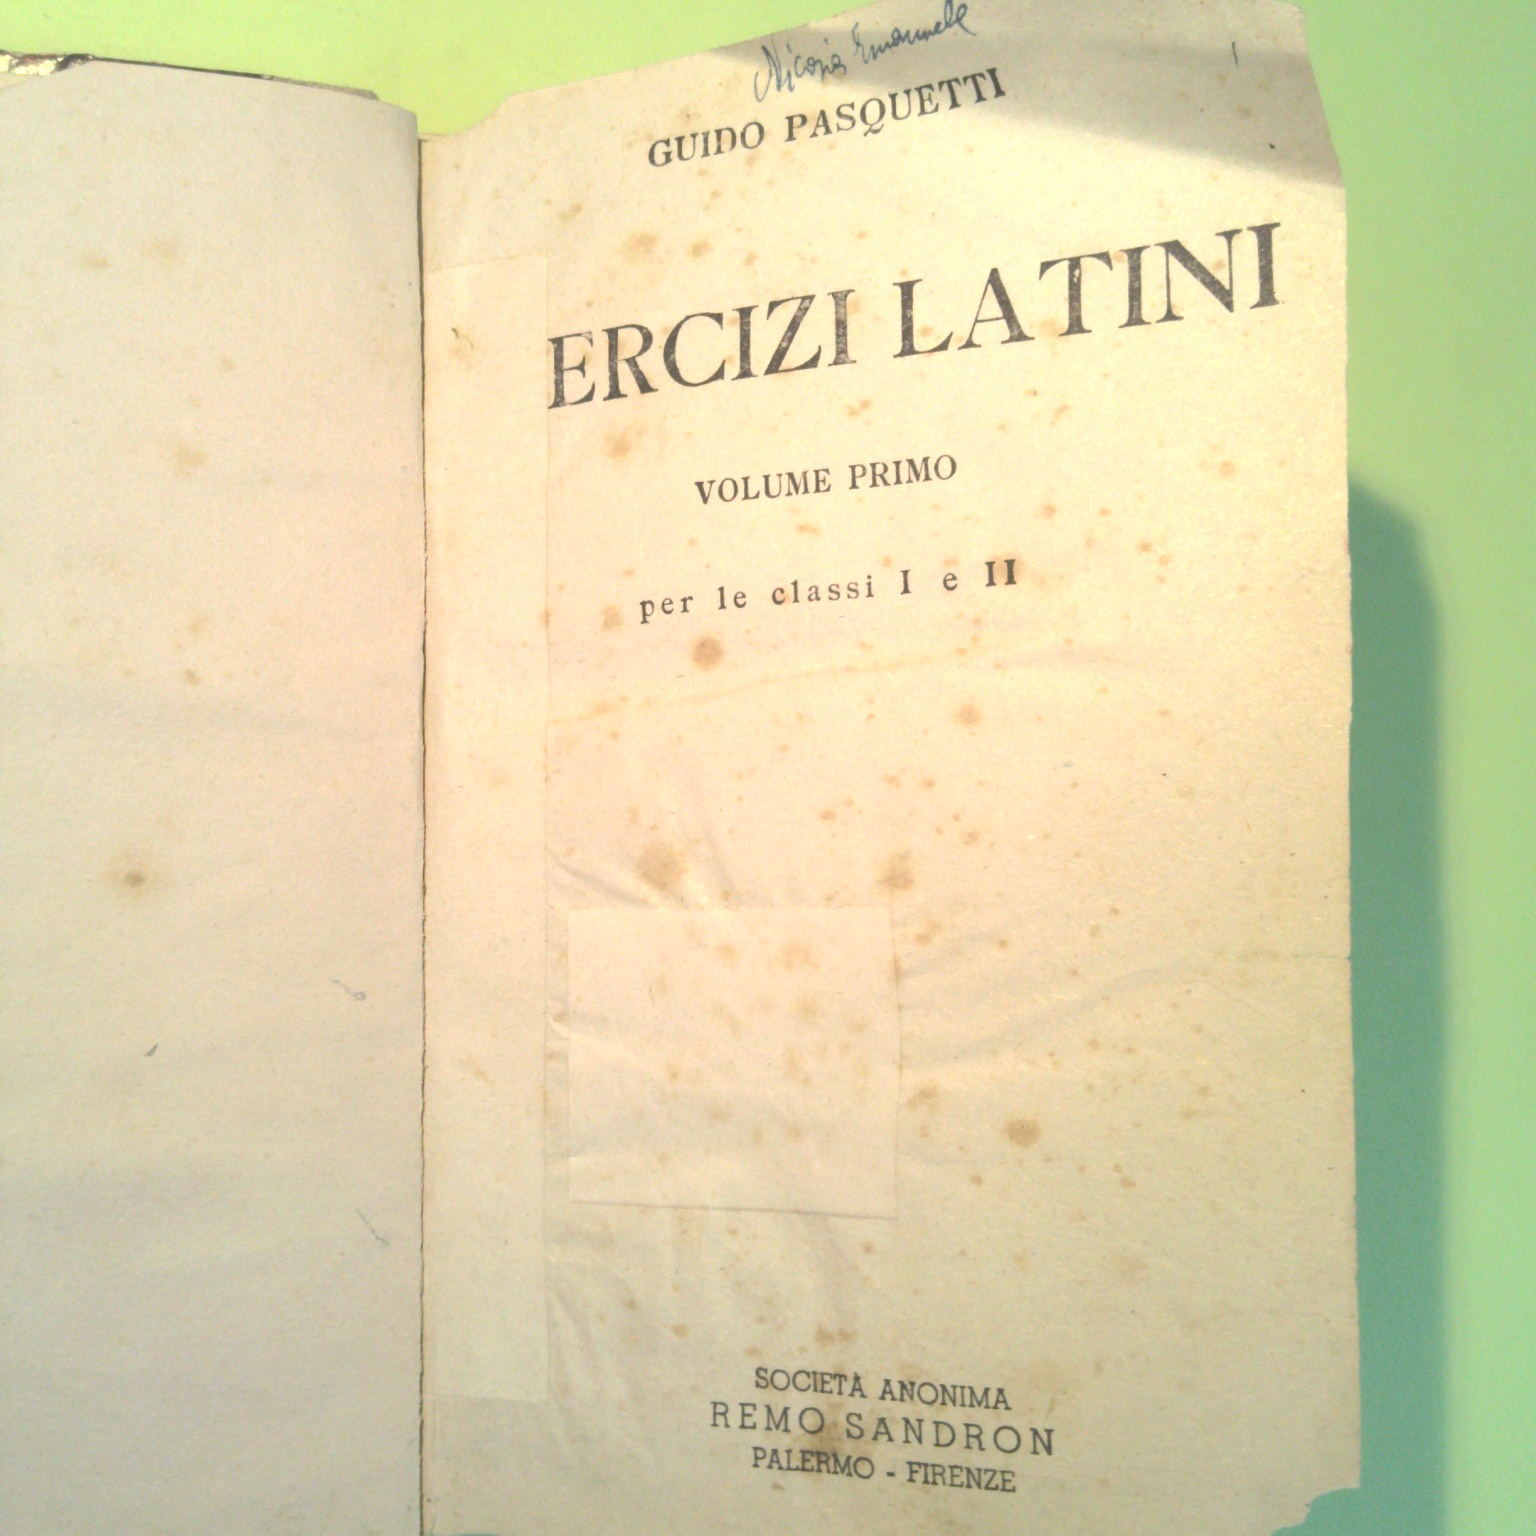 Nicosia Emanuele
GUIDO PASQUETTI
ERCIZI LATINI
VOLUME PRIMO
per le classi I e II
SOCIETÀ ANONIMA
REMO SANDRON
PALERMO - FIRENZE